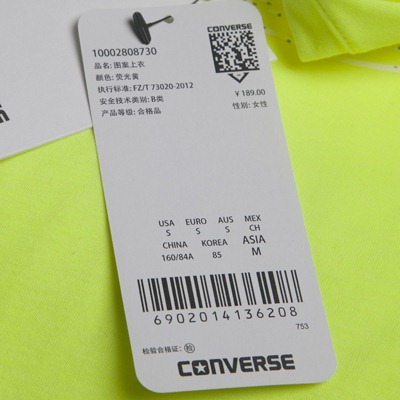 CONVERSE
10002808730
品名: 图案上衣
颜色: 荧光黄
执行标准: FZ/T 73020-2012
安全技术类别: B类
产品等级: 合格品
¥ 189.00
性别: 女性
USA EURO AUS MEX
S S S CH
CHINA KOREA ASIA
160/84A 85 M
6902014136208
753
检验合格证: 检
CONVERSE